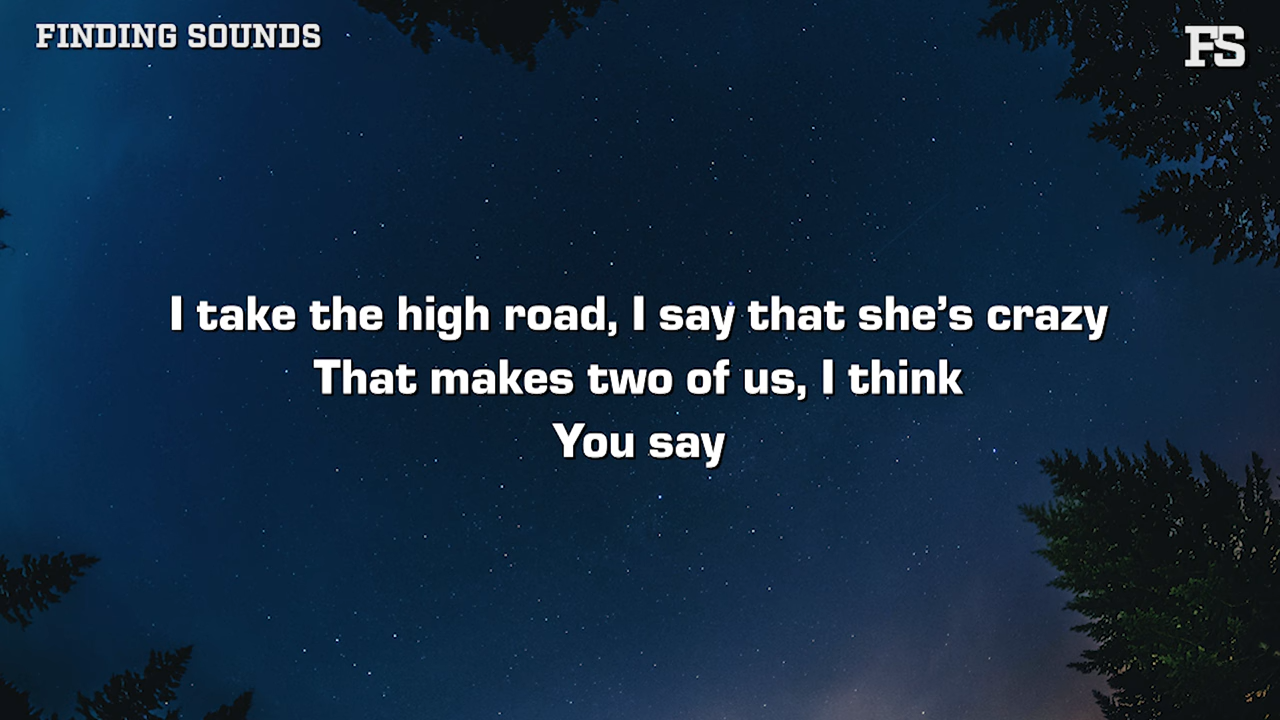 FINDING SOUNDS
FS
I take the high road, I say that she’s crazy
That makes two of us, I think
You say